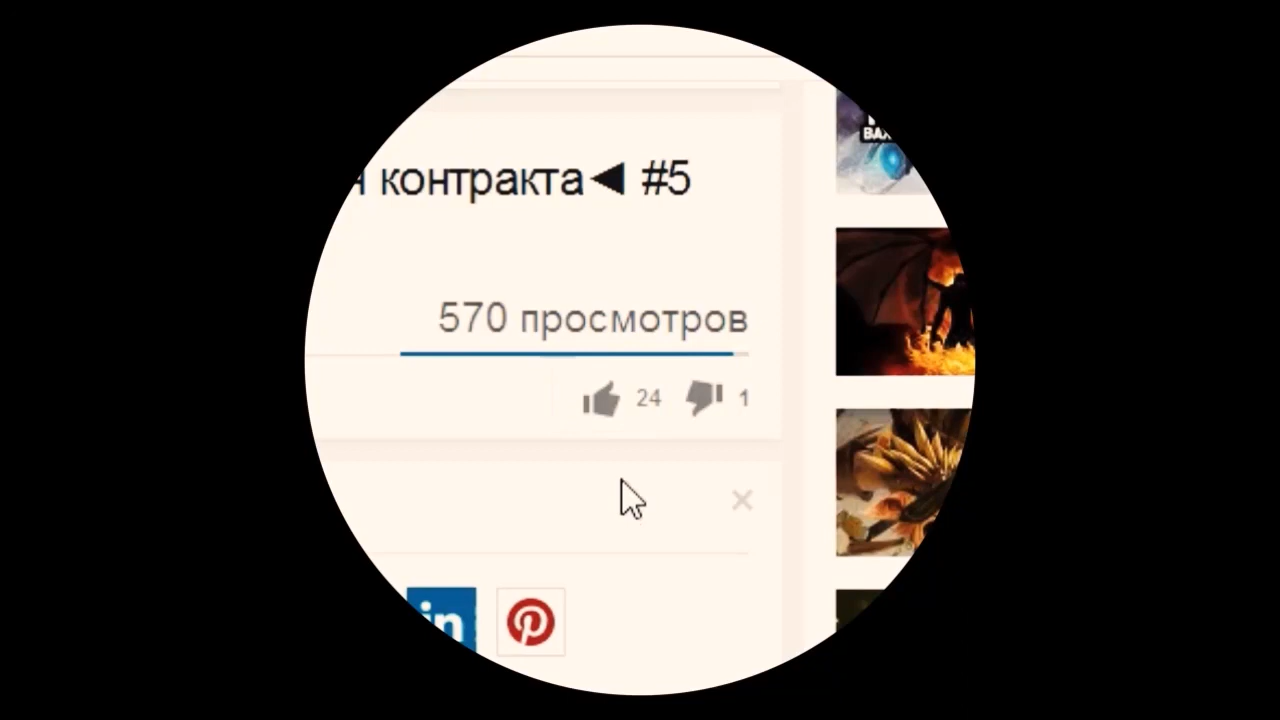 контракта◄ #5
570 просмотров
24 1
in